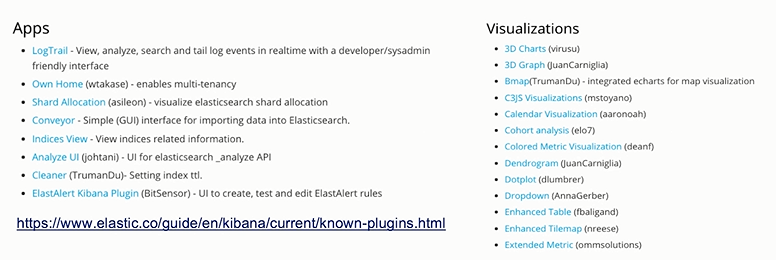 Apps
LogTrail - View, analyze, search and tail log events in realtime with a developer/sysadmin
friendly interface
Own Home (wtakase) - enables multi-tenancy
Shard Allocation (asileon) - visualize elasticsearch shard allocation
Conveyor - Simple (GUI) interface for importing data into Elasticsearch.
Indices View - View indices related information.
Analyze UI (johtani) - UI for elasticsearch _analyze API
Cleaner (TrumanDu)- Setting index ttl.
ElastAlert Kibana Plugin (BitSensor) - UI to create, test and edit ElastAlert rules
https://www.elastic.co/guide/en/kibana/current/known-plugins.html
Visualizations
3D Charts (virusu)
3D Graph (JuanCarniglia)
Bmap(TrumanDu) - integrated echarts for map visualization
C3JS Visualizations (mstoyano)
Calendar Visualization (aaronoah)
Cohort analysis (elo7)
Colored Metric Visualization (deanf)
Dendrogram (JuanCarniglia)
Dotplot (dlumbrer)
Dropdown (AnnaGerber)
Enhanced Table (fbaligand)
Enhanced Tilemap (nreese)
Extended Metric (ommsolutions)